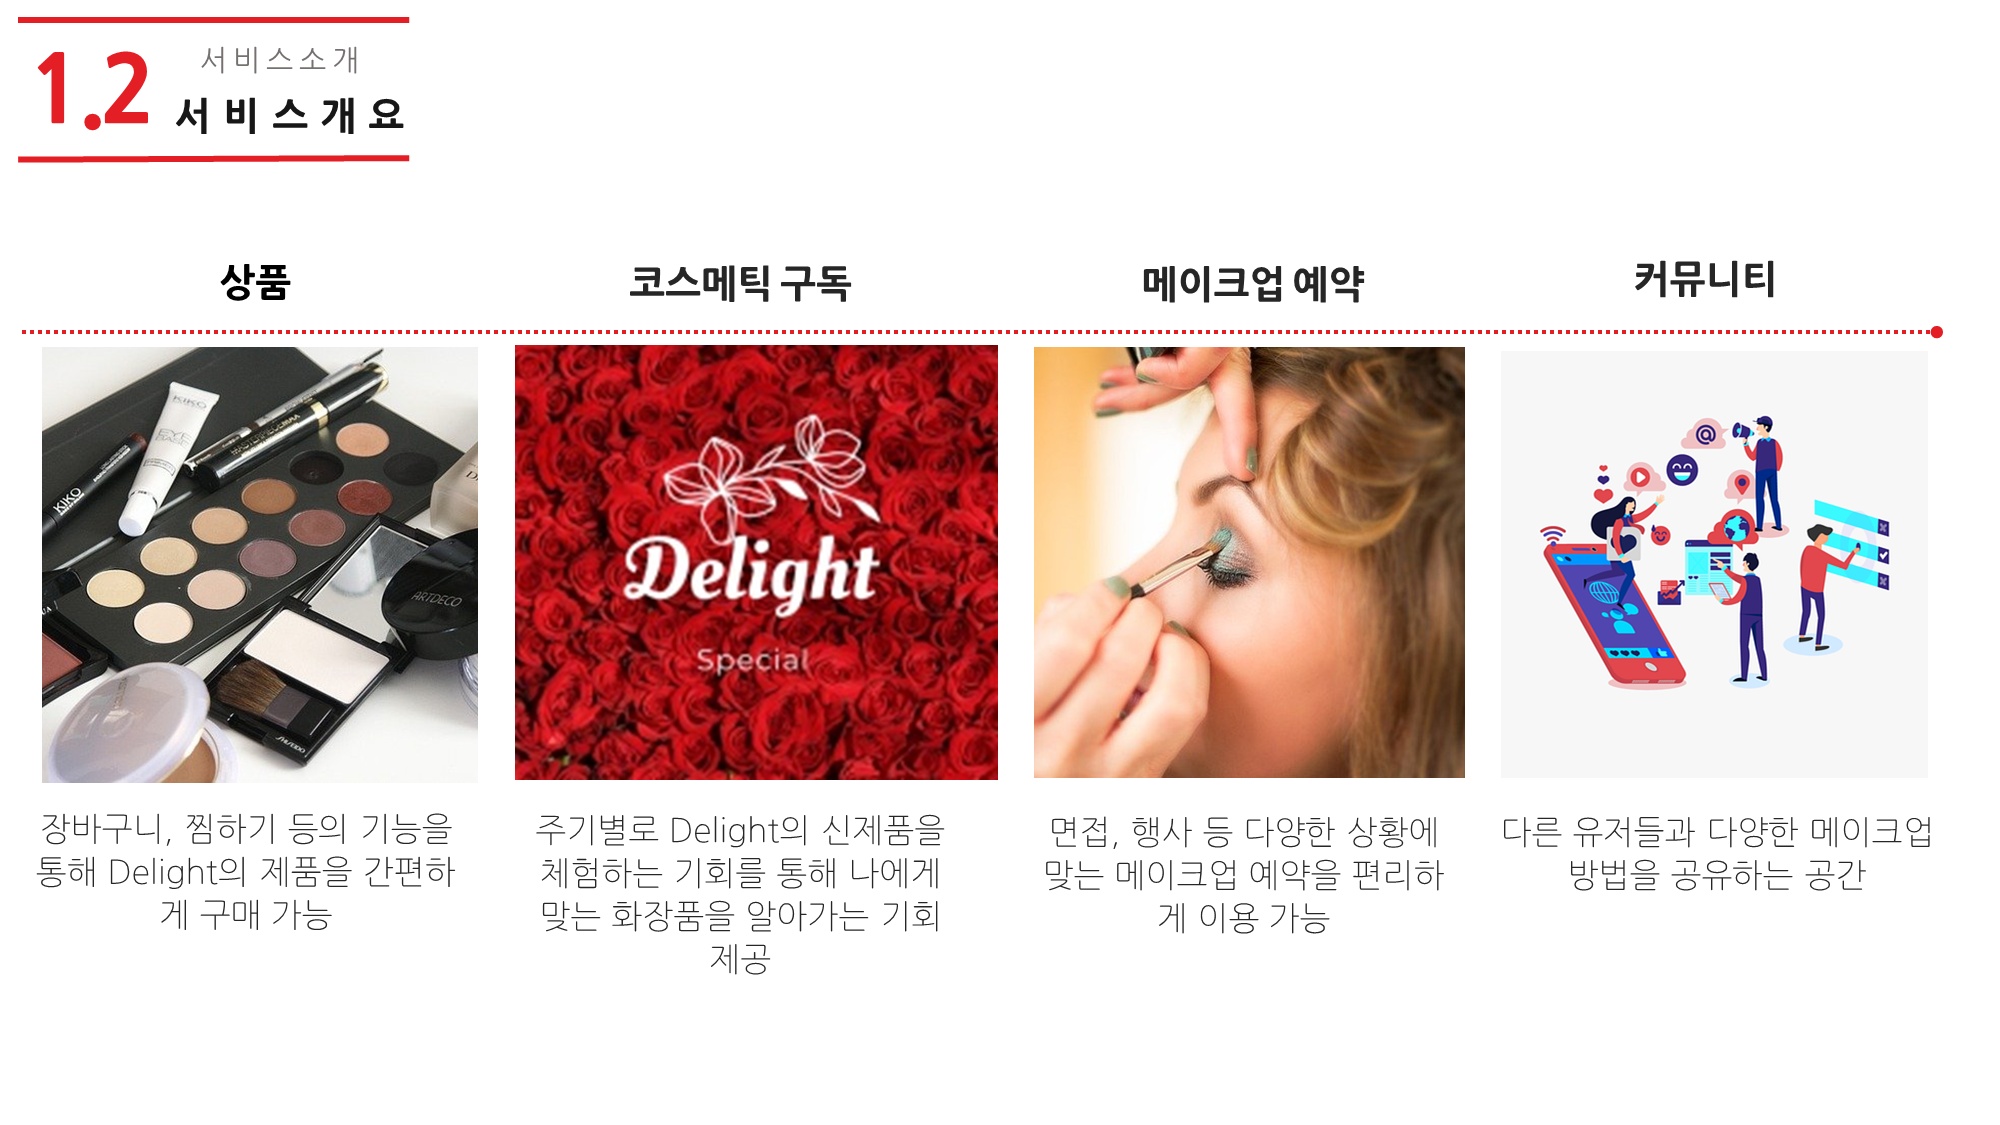 1.2
서비스소개
서비스개요
상품
코스메틱 구독
메이크업 예약
커뮤니티
KIKO
KIKO
ARTDECO
SHISEIDO
Delight
Special
@
장바구니, 찜하기 등의 기능을
통해 Delight의 제품을 간편하
게 구매 가능
주기별로 Delight의 신제품을
체험하는 기회를 통해 나에게
맞는 화장품을 알아가는 기회
제공
면접, 행사 등 다양한 상황에
맞는 메이크업 예약을 편리하
게 이용 가능
다른 유저들과 다양한 메이크업
방법을 공유하는 공간